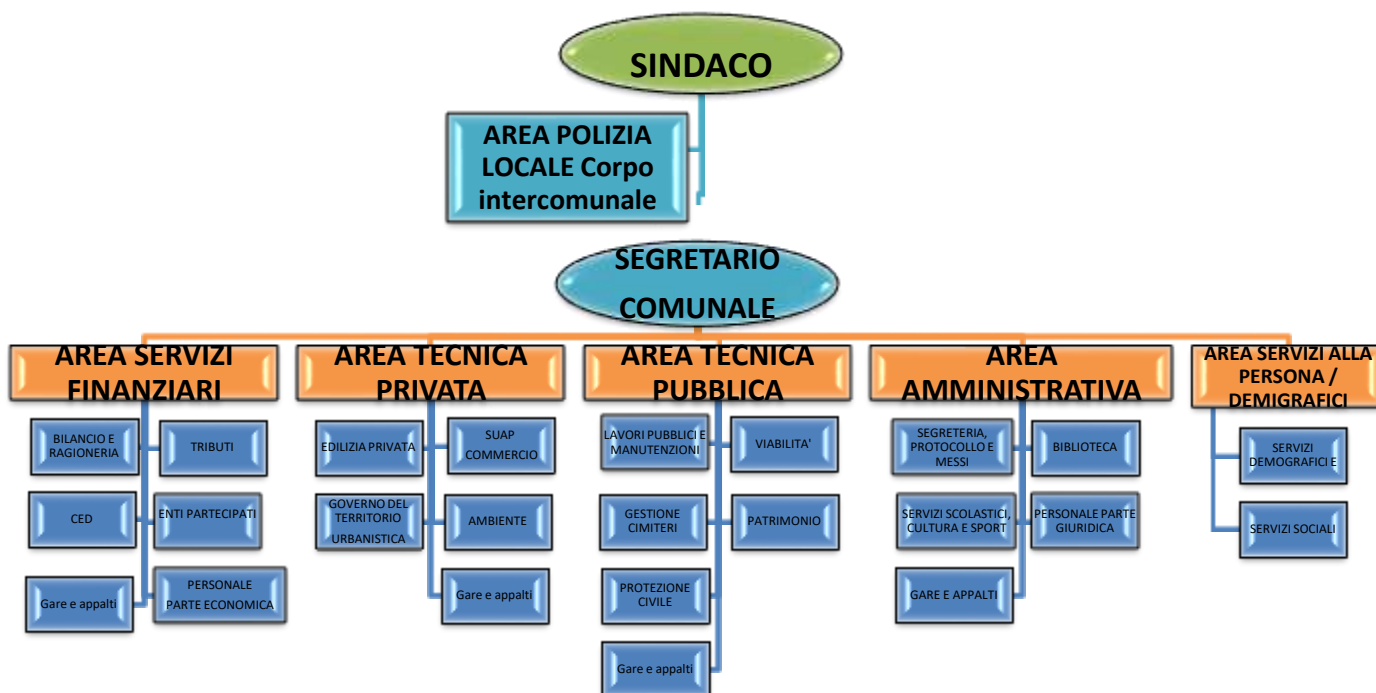 SINDACO
AREA POLIZIA
LOCALE Corpo
intercomunale
SEGRETARIO
COMUNALE
AREA SERVIZI
FINANZIARI
AREA TECNICA
PRIVATA
AREA TECNICA
PUBBLICA
AREA
AMMINISTRATIVA
AREA SERVIZI ALLA
PERSONA /
DEMIGRAFICI
BILANCIO E
RAGIONERIA
TRIBUTI
CED
ENTI PARTECIPATI
Gare e appalti
PERSONALE
PARTE ECONOMICA
EDILIZIA PRIVATA
SUAP
COMMERCIO
GOVERNO DEL
TERRITORIO
URBANISTICA
AMBIENTE
Gare e appalti
LAVORI PUBBLICI E
MANUTENZIONI
VIABILITA'
GESTIONE
CIMITERI
PATRIMONIO
PROTEZIONE
CIVILE
Gare e appalti
SEGRETERIA,
PROTOCOLLO E
MESSI
BIBLIOTECA
SERVIZI SCOLASTICI,
CULTURA E SPORT
PERSONALE PARTE
GIURIDICA
GARE E APPALTI
SERVIZI
DEMOGRAFICI E
SERVIZI SOCIALI